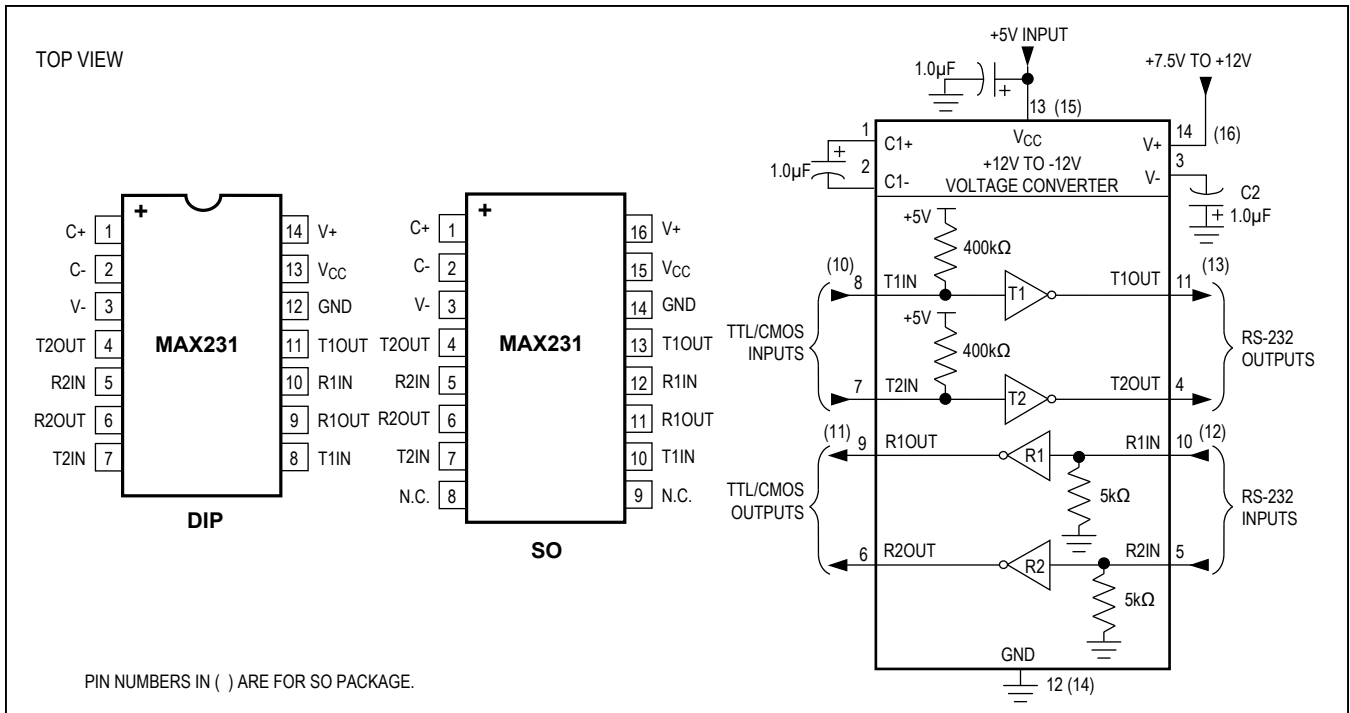 TOP VIEW
+
C+ 1
C- 2
V- 3
T2OUT 4
R2IN 5
R2OUT 6
T2IN 7
MAX231
14 V+
13 VCC
12 GND
11 T1OUT
10 R1IN
9 R1OUT
8 T1IN
DIP
+
C+ 1
C- 2
V- 3
T2OUT 4
R2IN 5
R2OUT 6
T2IN 7
N.C. 8
MAX231
16 V+
15 VCC
14 GND
13 T1OUT
12 R1IN
11 R1OUT
10 T1IN
9 N.C.
SO
PIN NUMBERS IN ( ) ARE FOR SO PACKAGE.
+5V INPUT
1.0µF
+
+7.5V TO +12V
13 (15)
1
C1+
VCC
V+
14 (16)
+
1.0µF
2
C1-
+12V TO -12V
VOLTAGE CONVERTER
V-
3
C2
+
1.0µF
+5V
400kΩ
(10)
8
T1IN
T1
T1OUT
11
(13)
TTL/CMOS
INPUTS
+5V
400kΩ
RS-232
OUTPUTS
7
T2IN
T2
T2OUT
4
(11)
9
R1OUT
R1
R1IN
10
(12)
TTL/CMOS
OUTPUTS
5kΩ
RS-232
INPUTS
6
R2OUT
R2
R2IN
5
5kΩ
GND
12 (14)